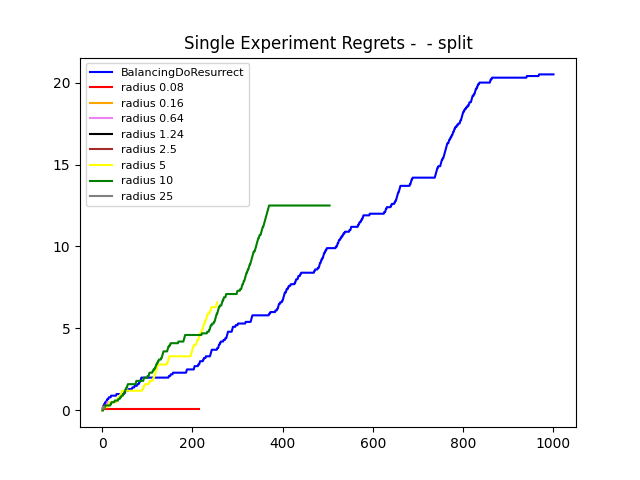 Single Experiment Regrets -  - split
BalancingDoResurrect
radius 0.08
radius 0.16
radius 0.64
radius 1.24
radius 2.5
radius 5
radius 10
radius 25
20
15
10
5
0
0 200 400 600 800 1000